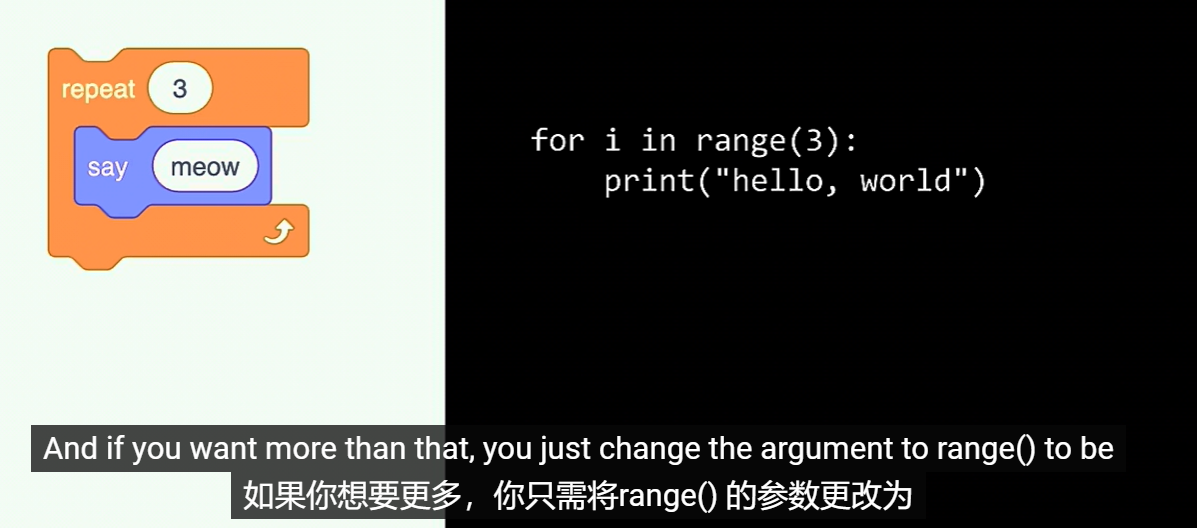 repeat 3
say meow
for i in range(3):
    print("hello, world")
And if you want more than that, you just change the argument to range() to be
如果你想要更多，你只需将range() 的参数更改为